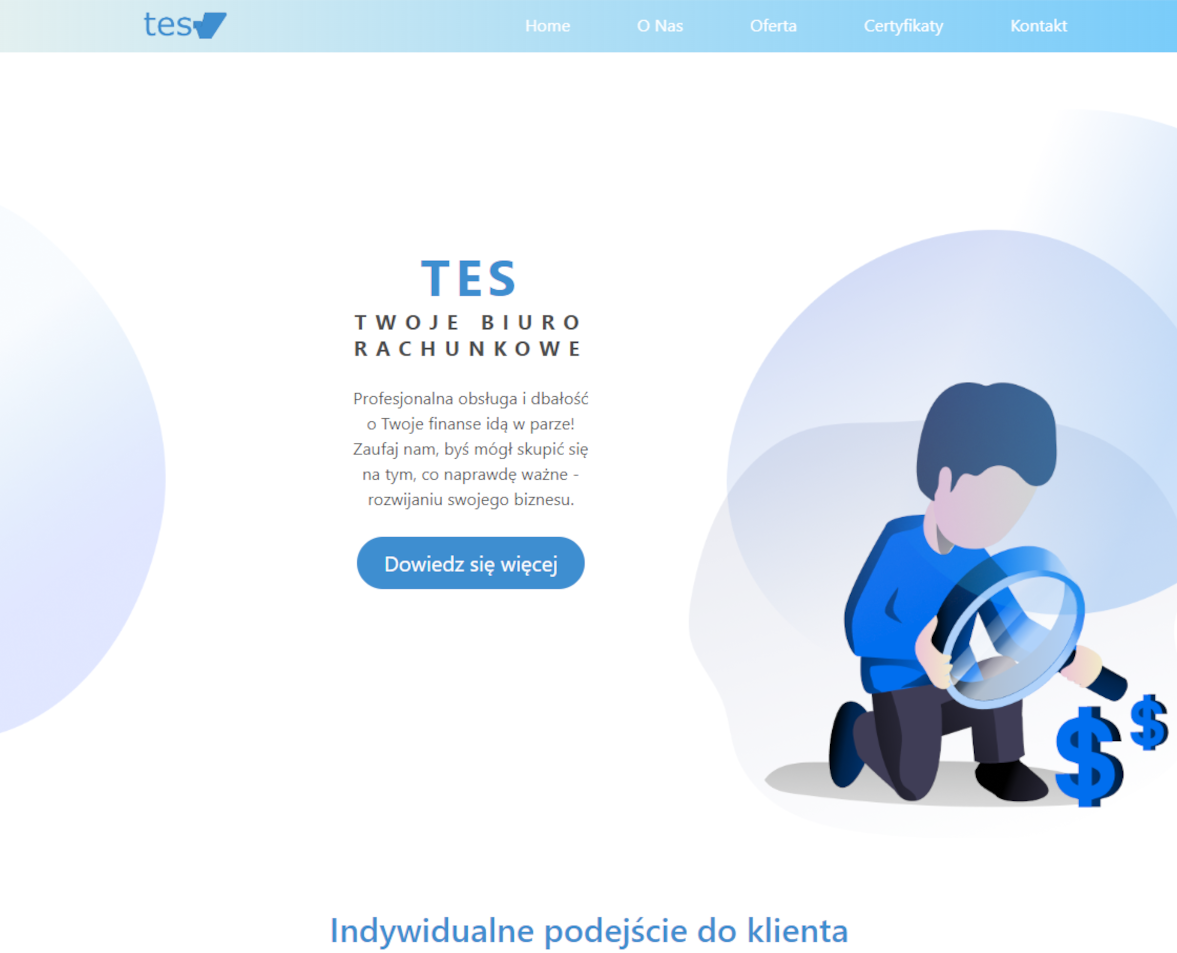 tes
Home O Nas Oferta Certyfikaty Kontakt
TES
TWOJE BIURO
RACHUNKOWE
Profesjonalna obsługa i dbałość
o Twoje finanse idą w parze!
Zaufaj nam, byś mógł skupić się
na tym, co naprawdę ważne -
rozwijaniu swojego biznesu.
Dowiedz się więcej
$ $
Indywidualne podejście do klienta